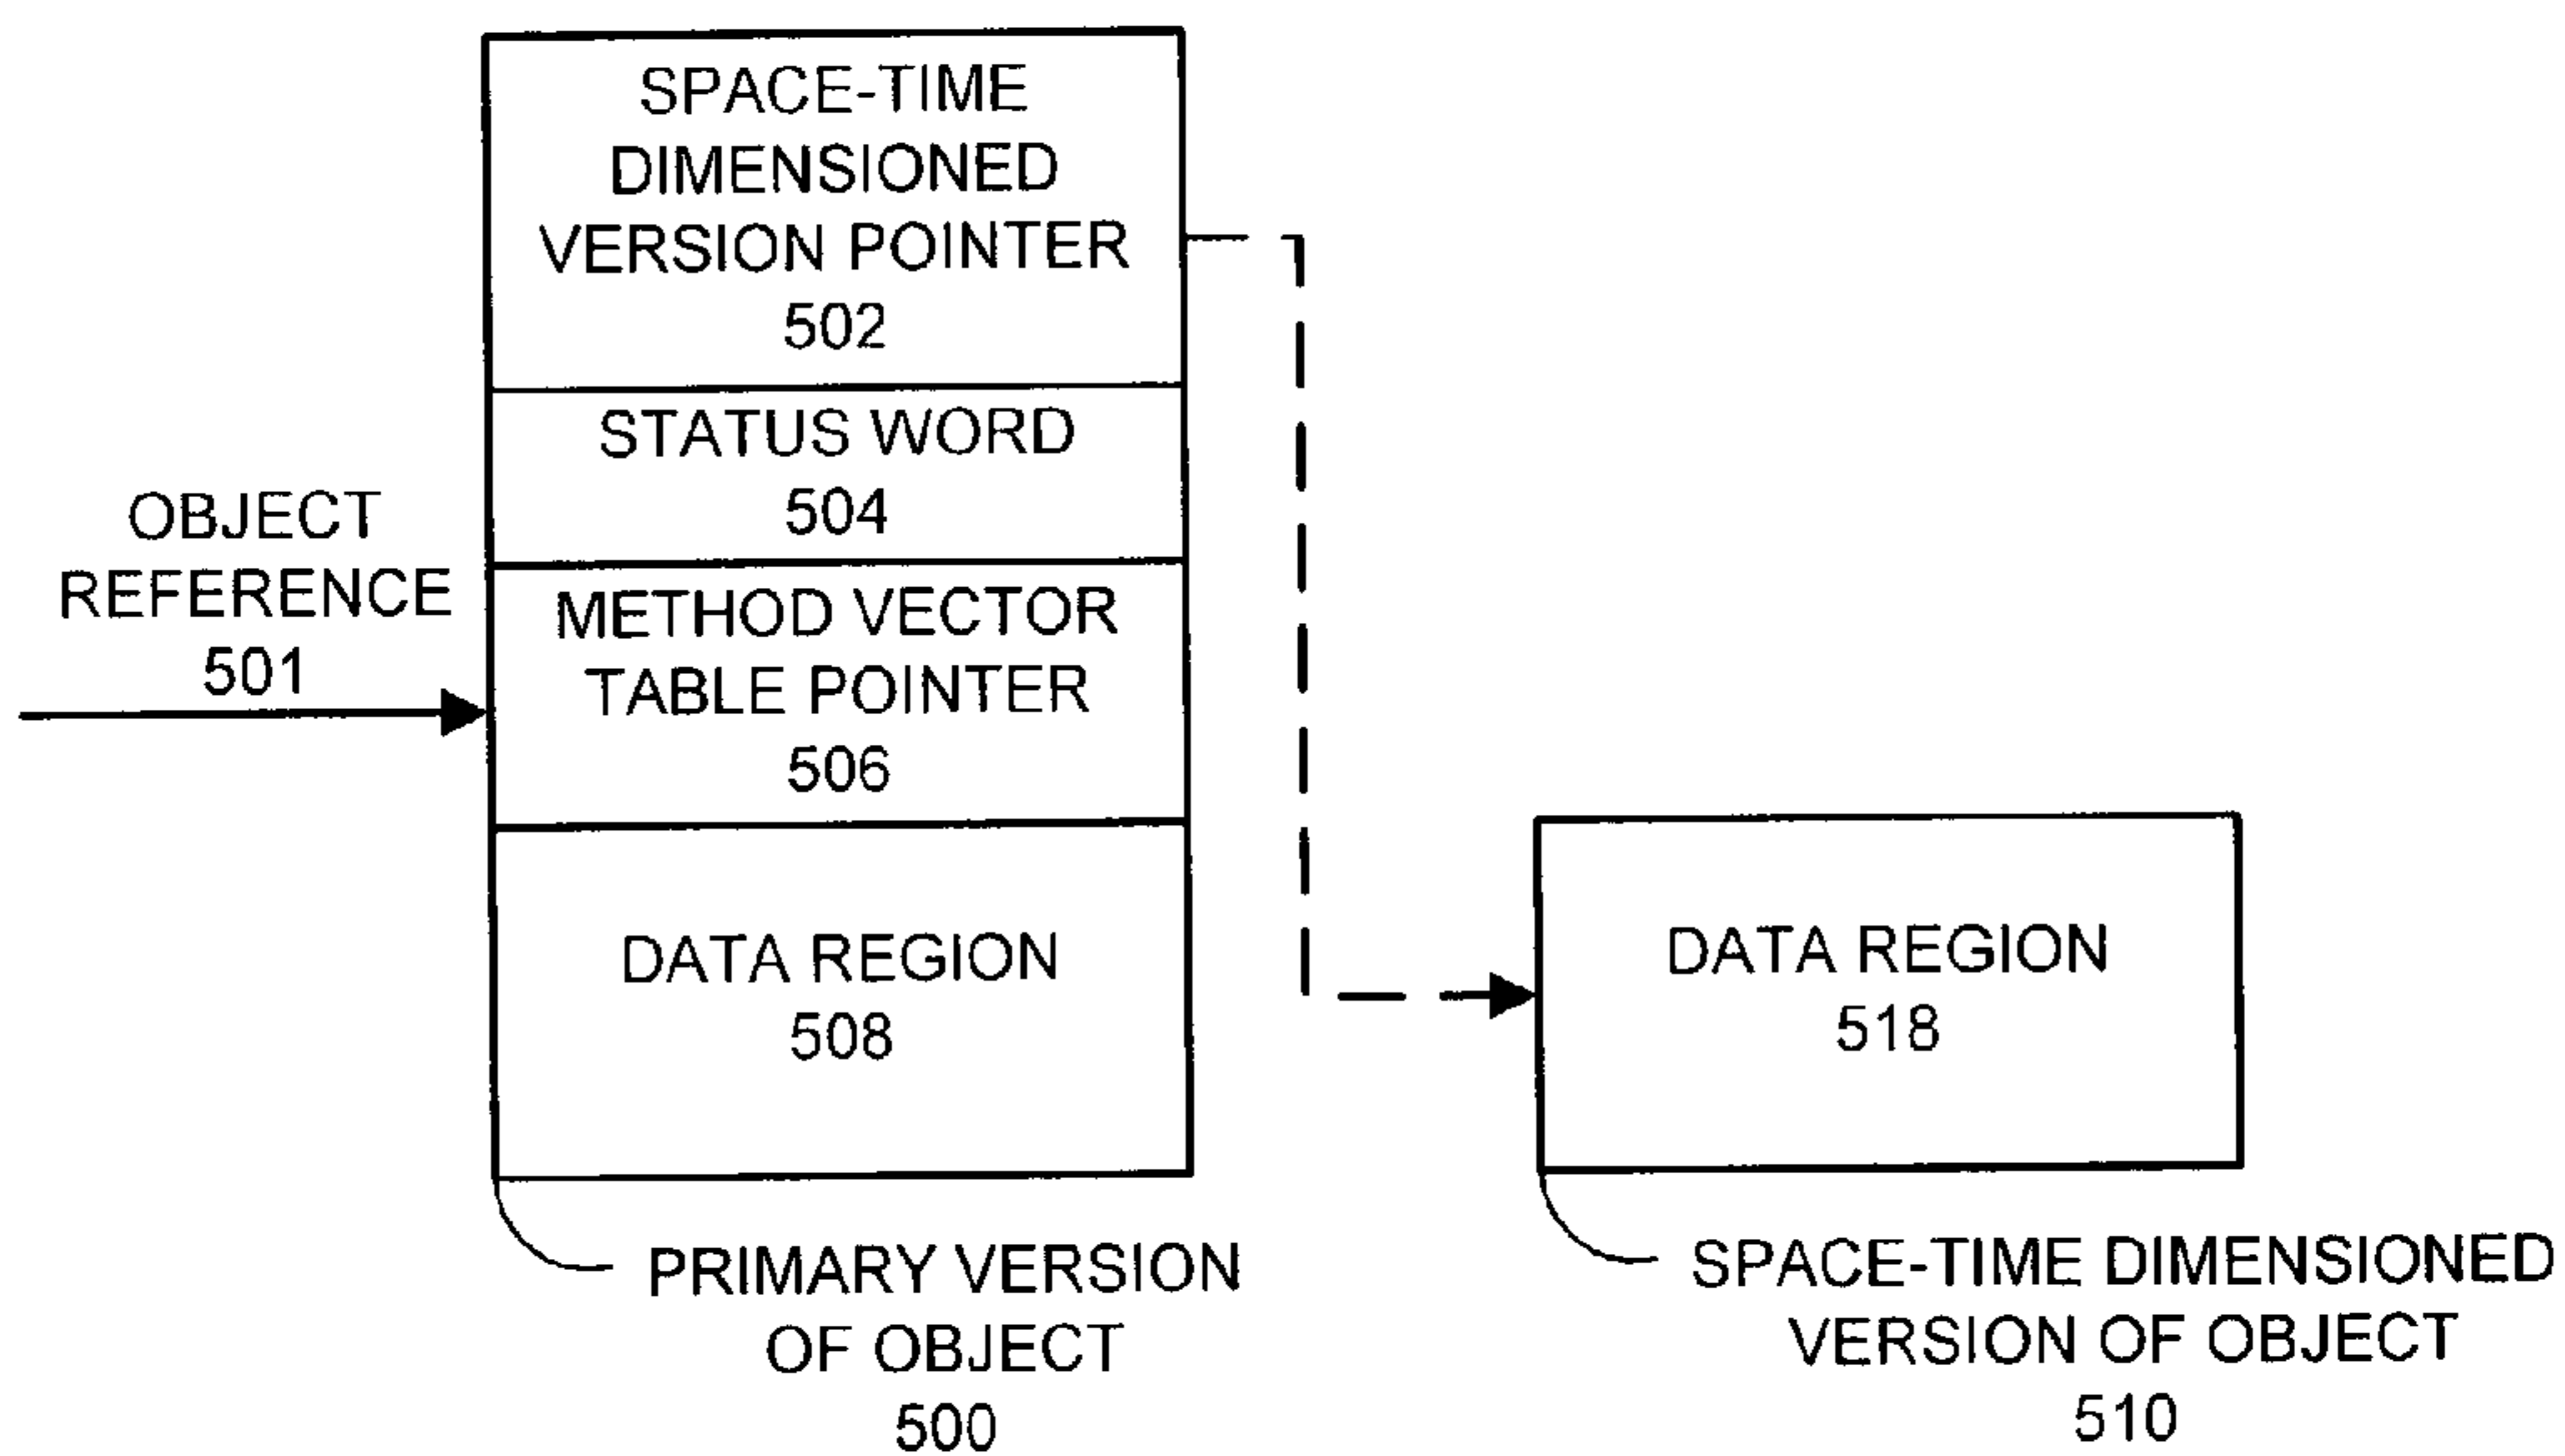 SPACE-TIME
DIMENSIONED
VERSION POINTER
502
STATUS WORD
504
OBJECT
REFERENCE
501
METHOD VECTOR
TABLE POINTER
506
DATA REGION
508
DATA REGION
518
PRIMARY VERSION
OF OBJECT
500
SPACE-TIME DIMENSIONED
VERSION OF OBJECT
510